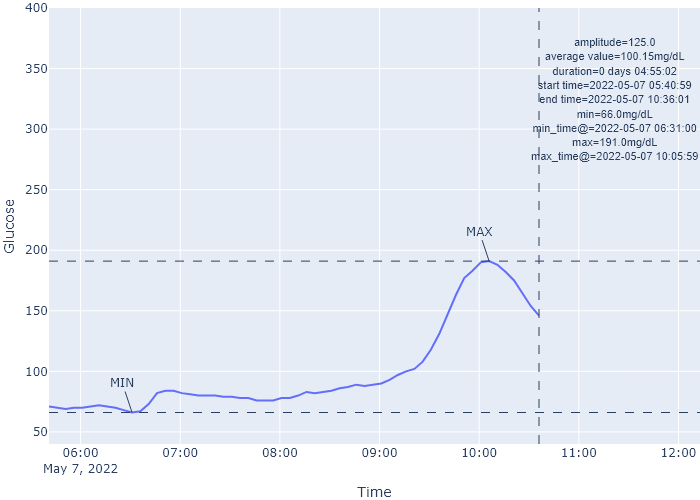 400
350
300
250
200
150
100
50
Glucose
amplitude=125.0
average value=100.15mg/dL
duration=0 days 04:55:02
start time=2022-05-07 05:40:59
end time=2022-05-07 10:36:01
min=66.0mg/dL
min_time@=2022-05-07 06:31:00
max=191.0mg/dL
max_time@=2022-05-07 10:05:59
MAX
MIN
06:00 07:00 08:00 09:00 10:00 11:00 12:00
May 7, 2022
Time